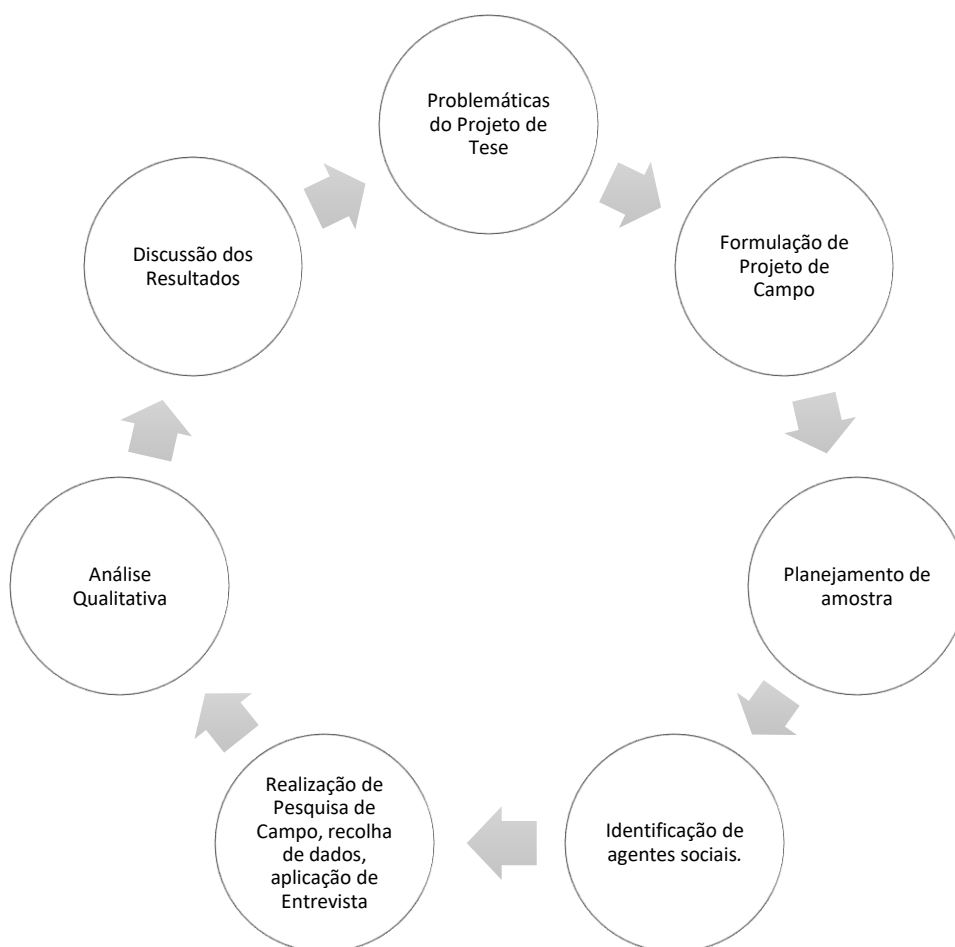 Problemáticas
do Projeto de
Tese
Formulação de
Projeto de
Campo
Planejamento de
amostra
Identificação de
agentes sociais.
Realização de
Pesquisa de
Campo, recolha
de dados,
aplicação de
Entrevista
Análise
Qualitativa
Discussão dos
Resultados